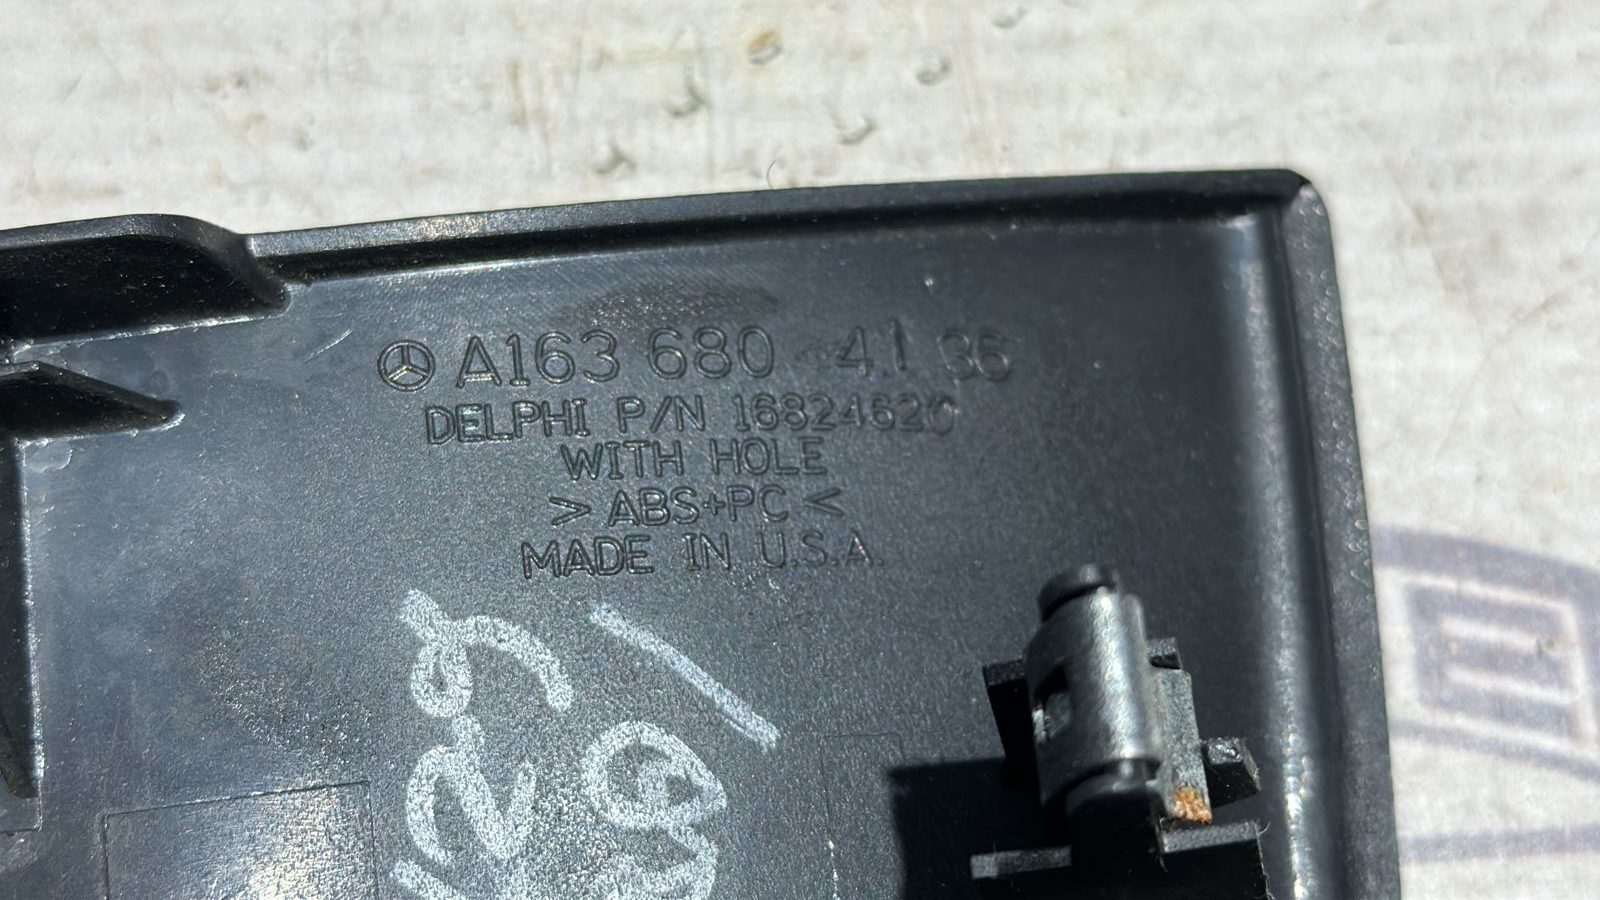 A163 680 41 36
DELPHI P/N 16824620
WITH HOLE
> ABS+PC <
MADE IN U.S.A.